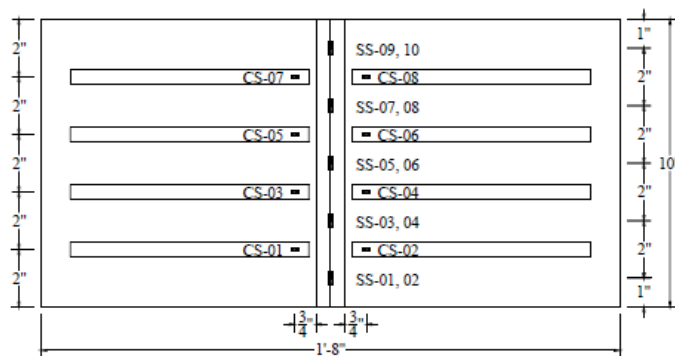 SS-09, 10
1"
2"
CS-07
CS-08
2"
SS-07, 08
2"
CS-05
CS-06
2"
SS-05, 06
10"
2"
CS-03
CS-04
2"
SS-03, 04
2"
CS-01
CS-02
2"
SS-01, 02
2"
1"
3/4"
3/4"
1'-8"